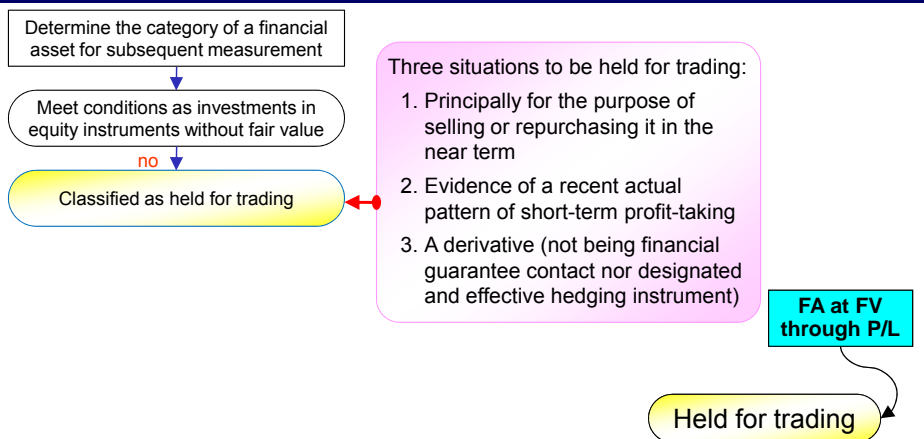 Determine the category of a financial
asset for subsequent measurement
Meet conditions as investments in
equity instruments without fair value
no
Classified as held for trading
Three situations to be held for trading:
1. Principally for the purpose of
selling or repurchasing it in the
near term
2. Evidence of a recent actual
pattern of short-term profit-taking
3. A derivative (not being financial
guarantee contact nor designated
and effective hedging instrument)
FA at FV
through P/L
Held for trading